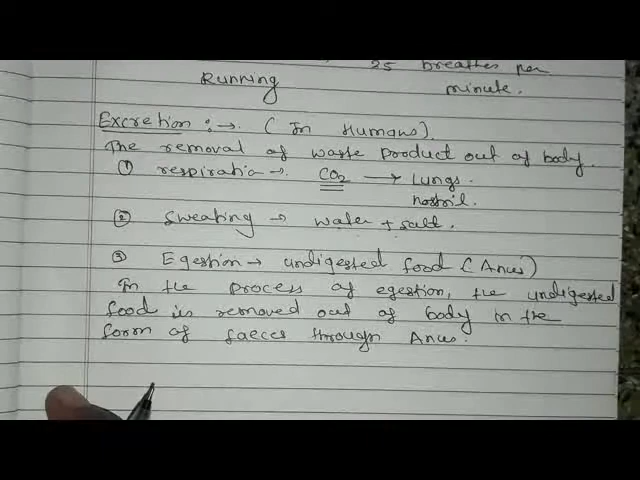 25 breathes per
Running minute.
Excretion :→. (In Humans).
The removal of waste product out of body.
① respiratio →. CO2 → lungs.
nostril.
② Sweating → water + salt.
③ Egestion → undigested food (Anus)
In the process of egestion, the undigested
food is removed out of body in the
form of faeces through Anus.